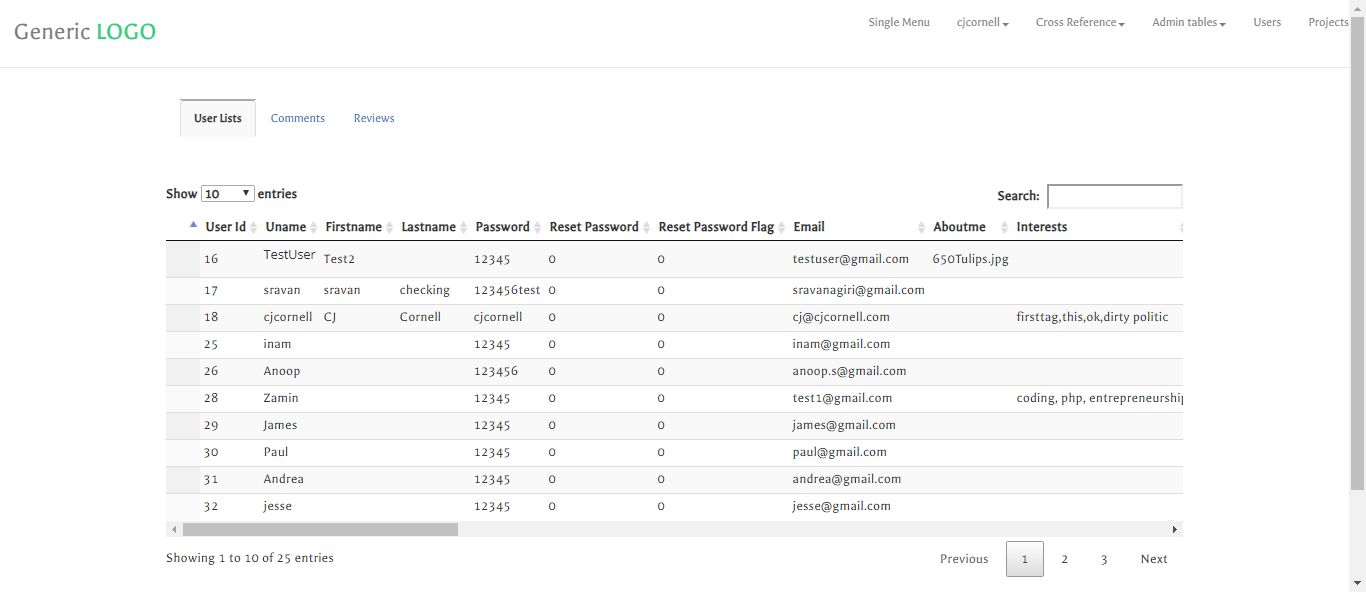 Generic LOGO
Single Menu cjcornell Cross Reference Admin tables Users Projects
User Lists Comments Reviews
Show 10 entries Search:
User Id Uname Firstname Lastname Password Reset Password Reset Password Flag Email Aboutme Interests
16 TestUser Test2 12345 0 0 testuser@gmail.com 650Tulips.jpg
17 sravan sravan checking 123456test 0 0 sravanagiri@gmail.com
18 cjcornell CJ Cornell cjcornell 0 0 cj@cjcornell.com firsttag,this,ok,dirty politic
25 inam 12345 0 0 inam@gmail.com
26 Anoop 123456 0 0 anoop.s@gmail.com
28 Zamin 12345 0 0 test1@gmail.com coding, php, entrepreneurship
29 James 12345 0 0 james@gmail.com
30 Paul 12345 0 0 paul@gmail.com
31 Andrea 12345 0 0 andrea@gmail.com
32 jesse 12345 0 0 jesse@gmail.com
Showing 1 to 10 of 25 entries Previous 1 2 3 Next